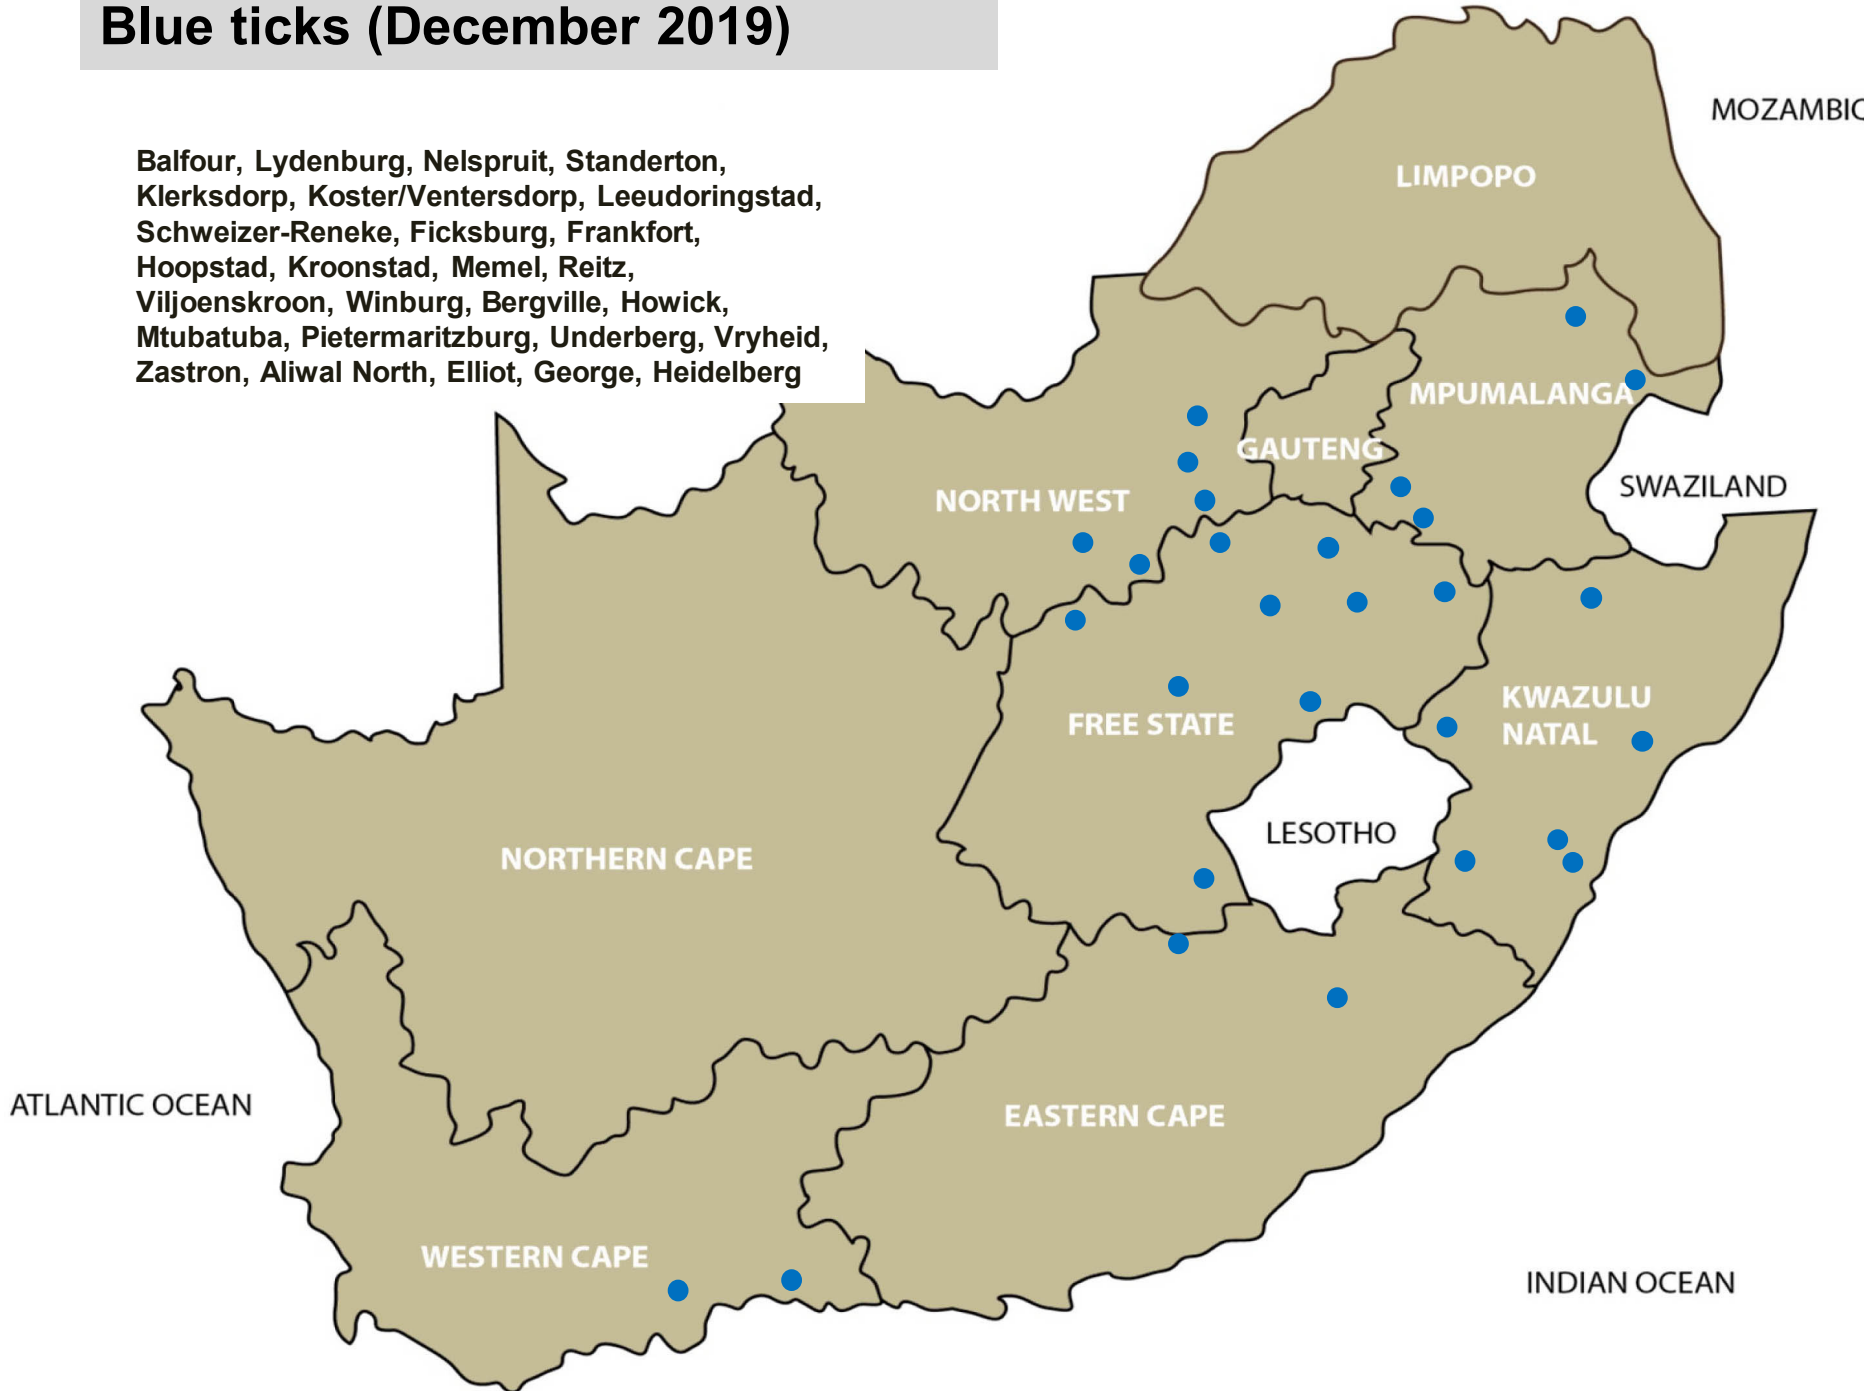 Blue ticks (December 2019)
Balfour, Lydenburg, Nelspruit, Standerton,
Klerksdorp, Koster/Ventersdorp, Leeudoringstad,
Schweizer-Reneke, Ficksburg, Frankfort,
Hoopstad, Kroonstad, Memel, Reitz,
Viljoenskroon, Winburg, Bergville, Howick,
Mtubatuba, Pietermaritzburg, Underberg, Vryheid,
Zastron, Aliwal North, Elliot, George, Heidelberg
MOZAMBIQ
LIMPOPO
MPUMALANGA
GAUTENG
SWAZILAND
NORTH WEST
KWAZULU
NATAL
FREE STATE
LESOTHO
NORTHERN CAPE
ATLANTIC OCEAN
EASTERN CAPE
WESTERN CAPE
INDIAN OCEAN